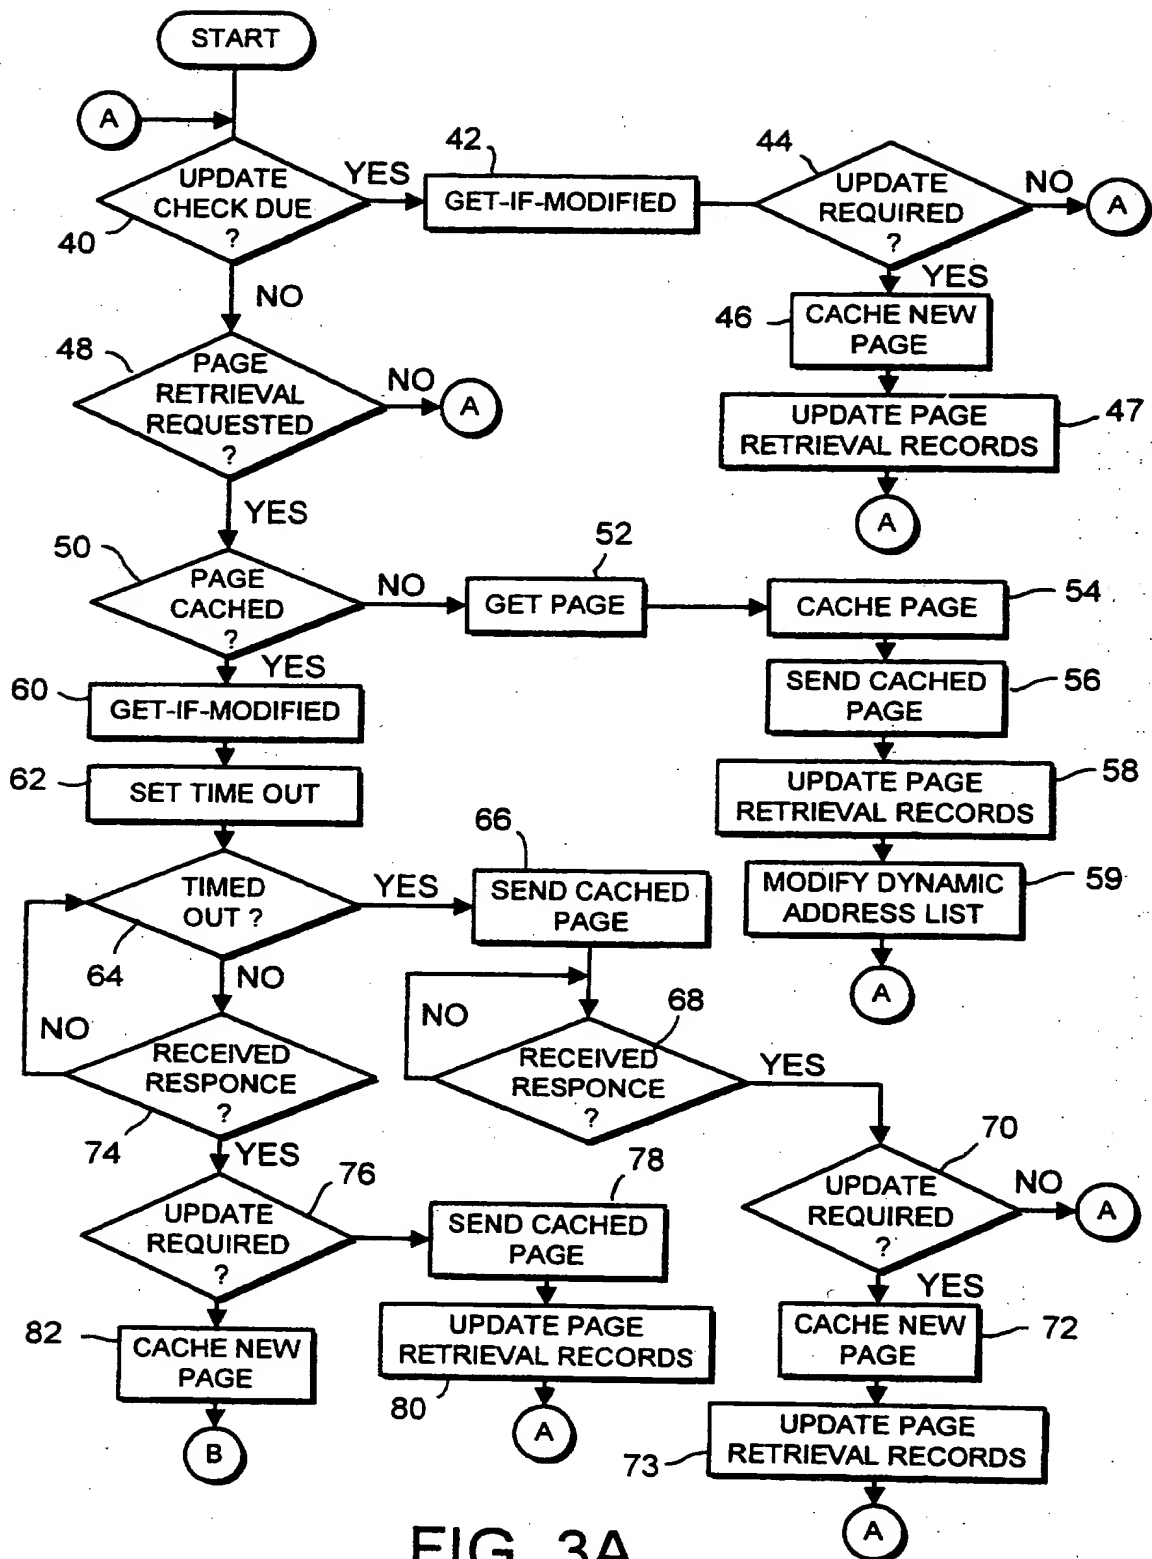 START
A
UPDATE
CHECK DUE
?
40
YES
42
GET-IF-MODIFIED
44
UPDATE
REQUIRED
?
NO
A
YES
46
CACHE NEW
PAGE
UPDATE PAGE
RETRIEVAL RECORDS
47
A
NO
48
PAGE
RETRIEVAL
REQUESTED
?
NO
A
YES
50
PAGE
CACHED
?
NO
52
GET PAGE
CACHE PAGE
54
SEND CACHED
PAGE
56
UPDATE PAGE
RETRIEVAL RECORDS
58
MODIFY DYNAMIC
ADDRESS LIST
59
A
YES
60
GET-IF-MODIFIED
62
SET TIME OUT
TIMED
OUT ?
64
YES
66
SEND CACHED
PAGE
NO
68
RECEIVED
RESPONCE
?
YES
70
UPDATE
REQUIRED
?
NO
A
YES
CACHE NEW
PAGE
72
UPDATE PAGE
RETRIEVAL RECORDS
73
A
NO
NO
RECEIVED
RESPONCE
?
74
YES
76
UPDATE
REQUIRED
?
78
SEND CACHED
PAGE
UPDATE PAGE
RETRIEVAL RECORDS
80
A
82
CACHE NEW
PAGE
B
FIG. 3A